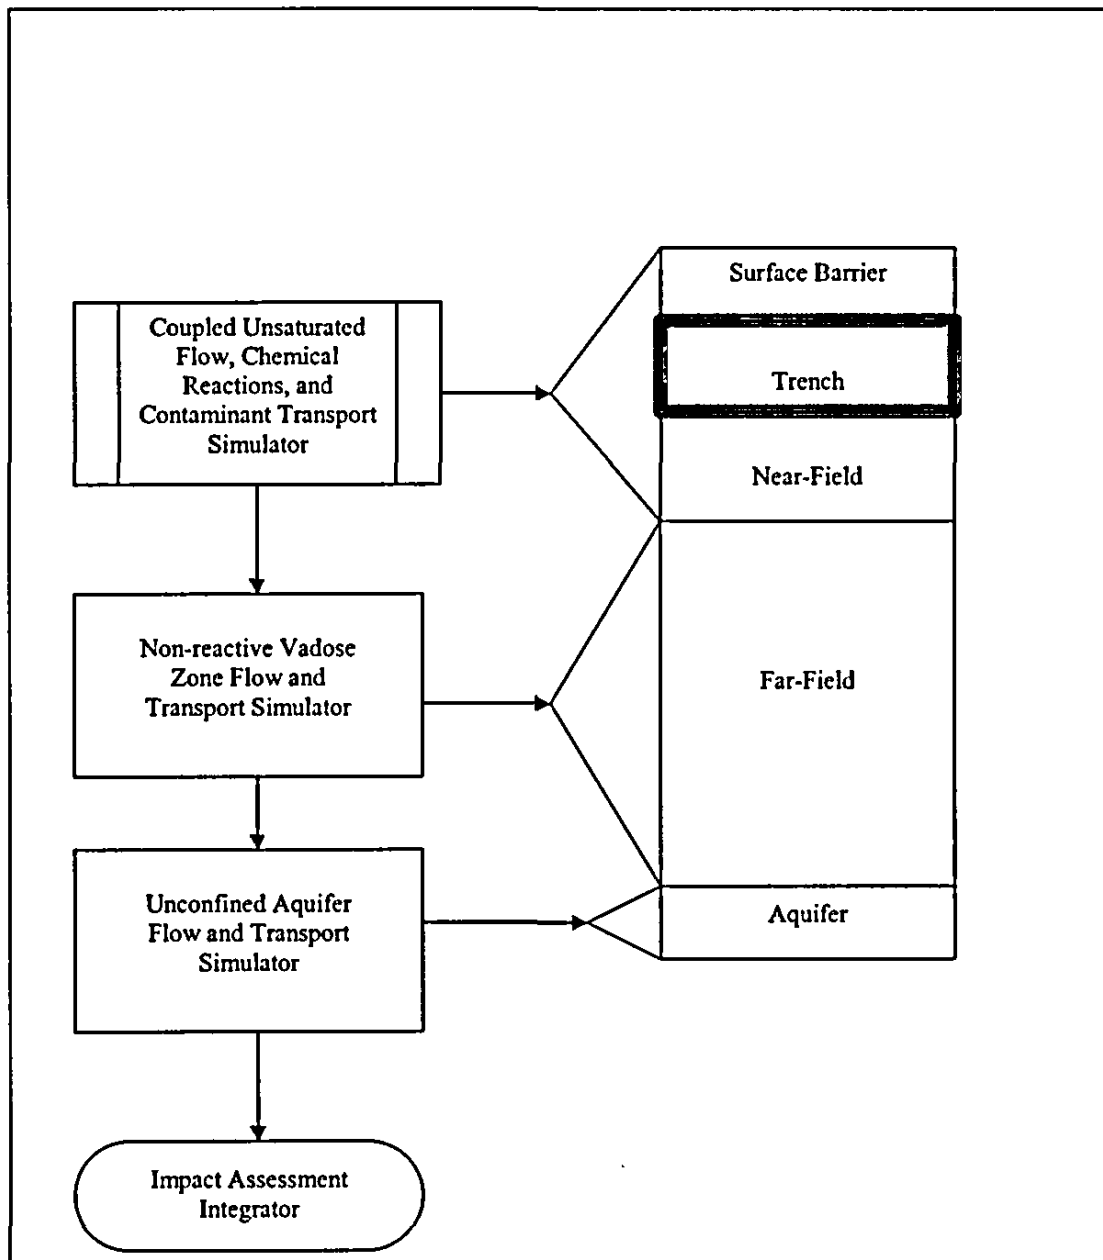 Surface Barrier
Coupled Unsaturated
Flow, Chemical
Reactions, and
Contaminant Transport
Simulator
Trench
Near-Field
Non-reactive Vadose
Zone Flow and
Transport Simulator
Far-Field
Unconfined Aquifer
Flow and Transport
Simulator
Aquifer
Impact Assessment
Integrator